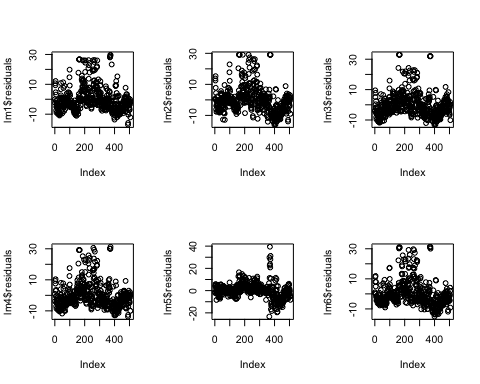 lm1$residuals
30
10
-10
0 200 400
Index
lm2$residuals
30
20
10
0
-10
0 200 400
Index
lm3$residuals
30
10
-10
0 200 400
Index
lm4$residuals
30
10
-10
0 200 400
Index
lm5$residuals
40
20
0
-20
0 200 400
Index
lm6$residuals
30
10
-10
0 200 400
Index